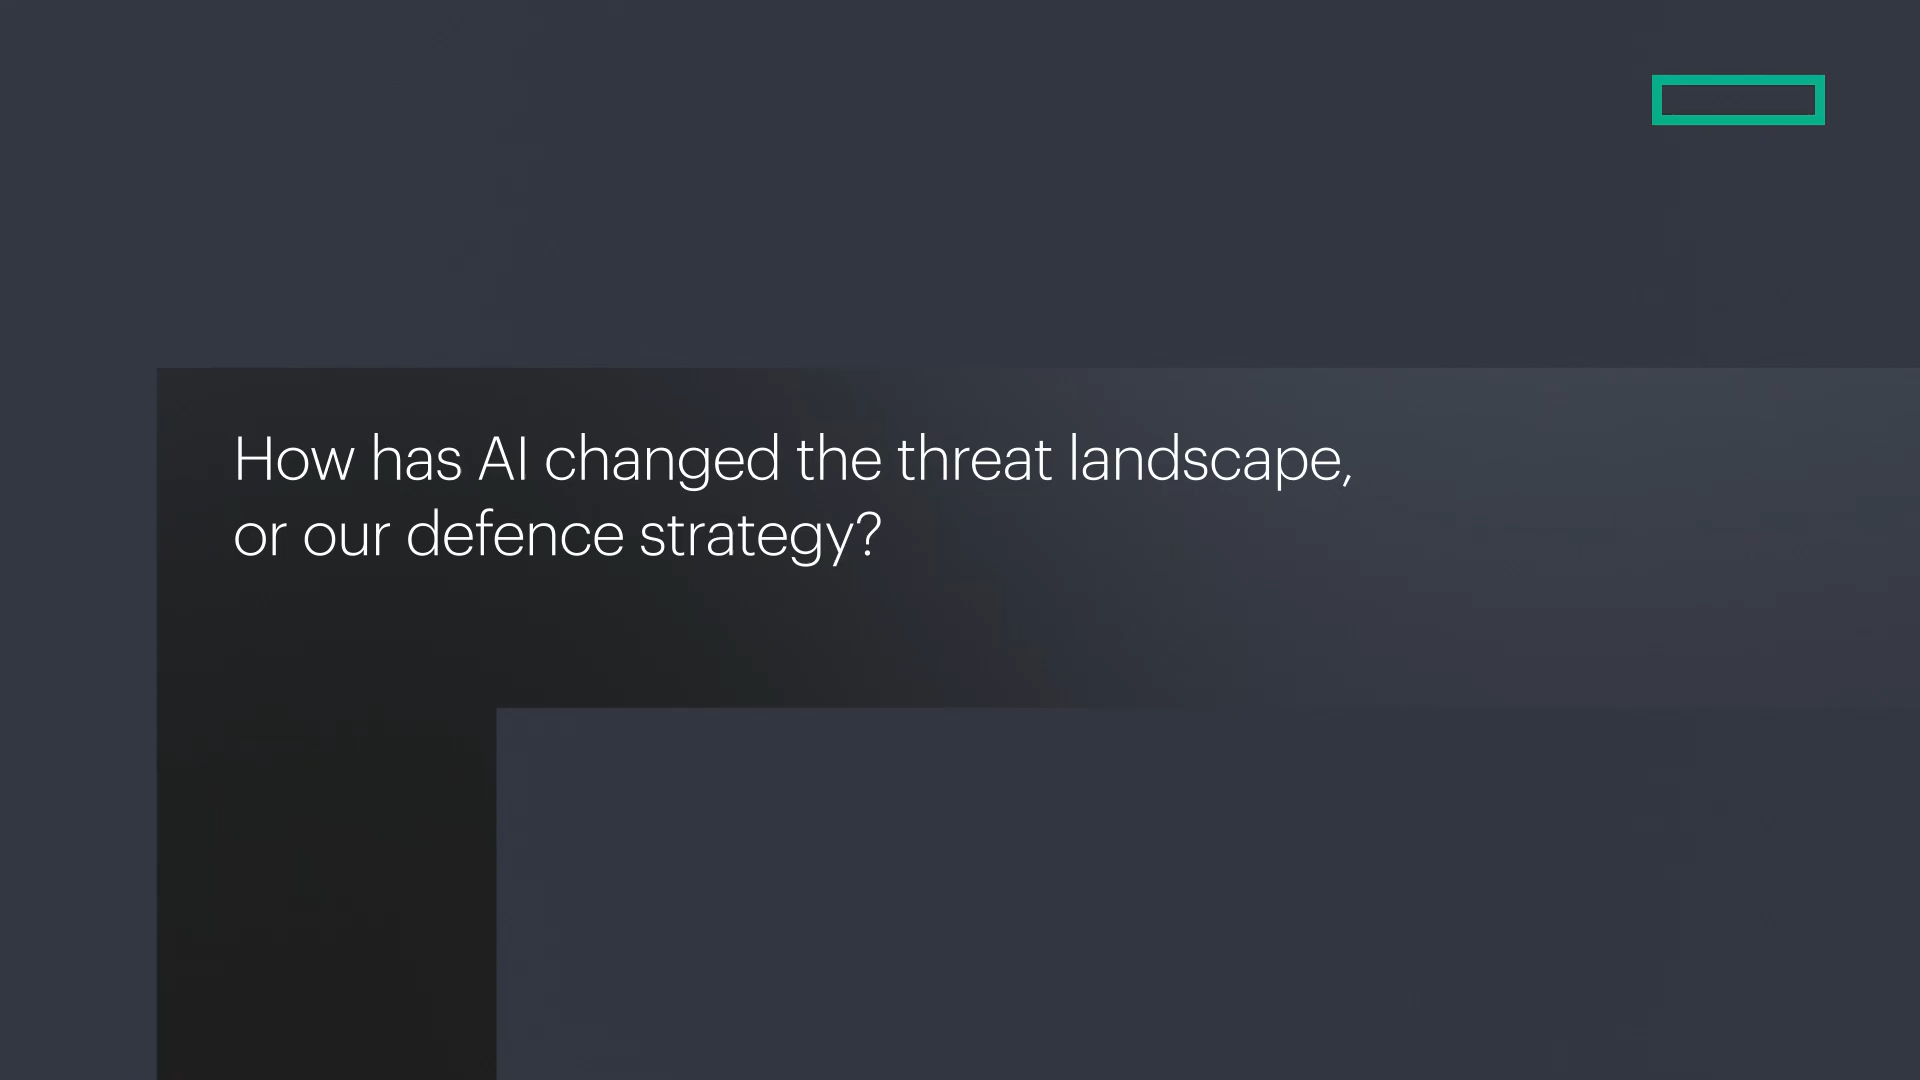 How has AI changed the threat landscape,
or our defence strategy?